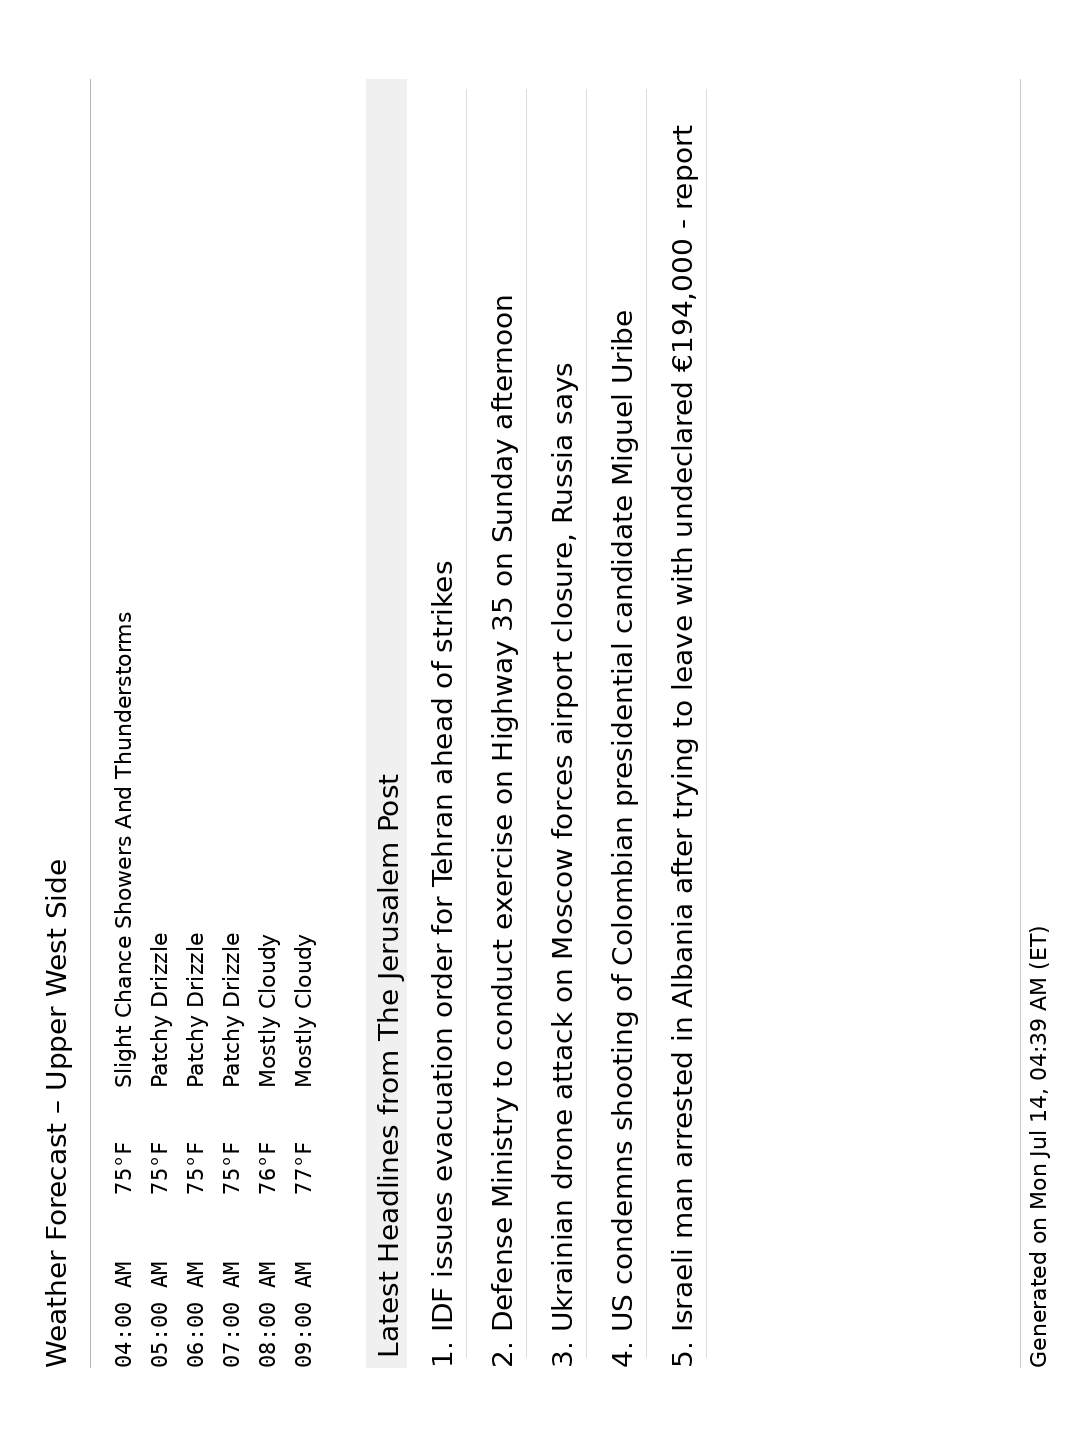 Weather Forecast – Upper West Side
04:00 AM 75°F Slight Chance Showers And Thunderstorms
05:00 AM 75°F Patchy Drizzle
06:00 AM 75°F Patchy Drizzle
07:00 AM 75°F Patchy Drizzle
08:00 AM 76°F Mostly Cloudy
09:00 AM 77°F Mostly Cloudy
Latest Headlines from The Jerusalem Post
1. IDF issues evacuation order for Tehran ahead of strikes
2. Defense Ministry to conduct exercise on Highway 35 on Sunday afternoon
3. Ukrainian drone attack on Moscow forces airport closure, Russia says
4. US condemns shooting of Colombian presidential candidate Miguel Uribe
5. Israeli man arrested in Albania after trying to leave with undeclared €194,000 - report
Generated on Mon Jul 14, 04:39 AM (ET)